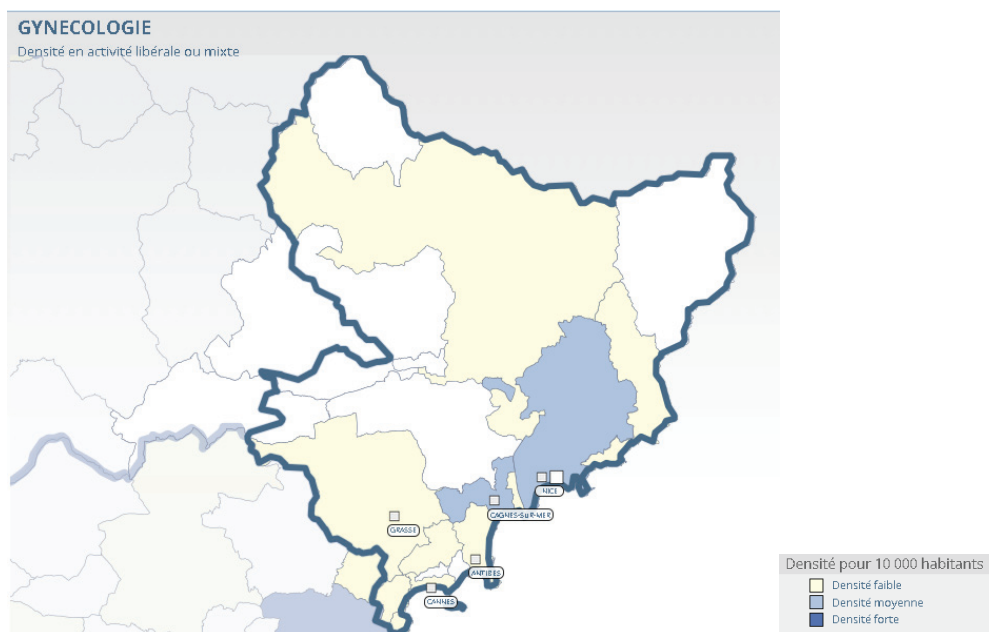 GYNECOLOGIE
Densité en activité libérale ou mixte
NICE
CAGNES-SUR-MER
GRASSE
ANTIBES
CANNES
Densité pour 10 000 habitants
Densité faible
Densité moyenne
Densité forte